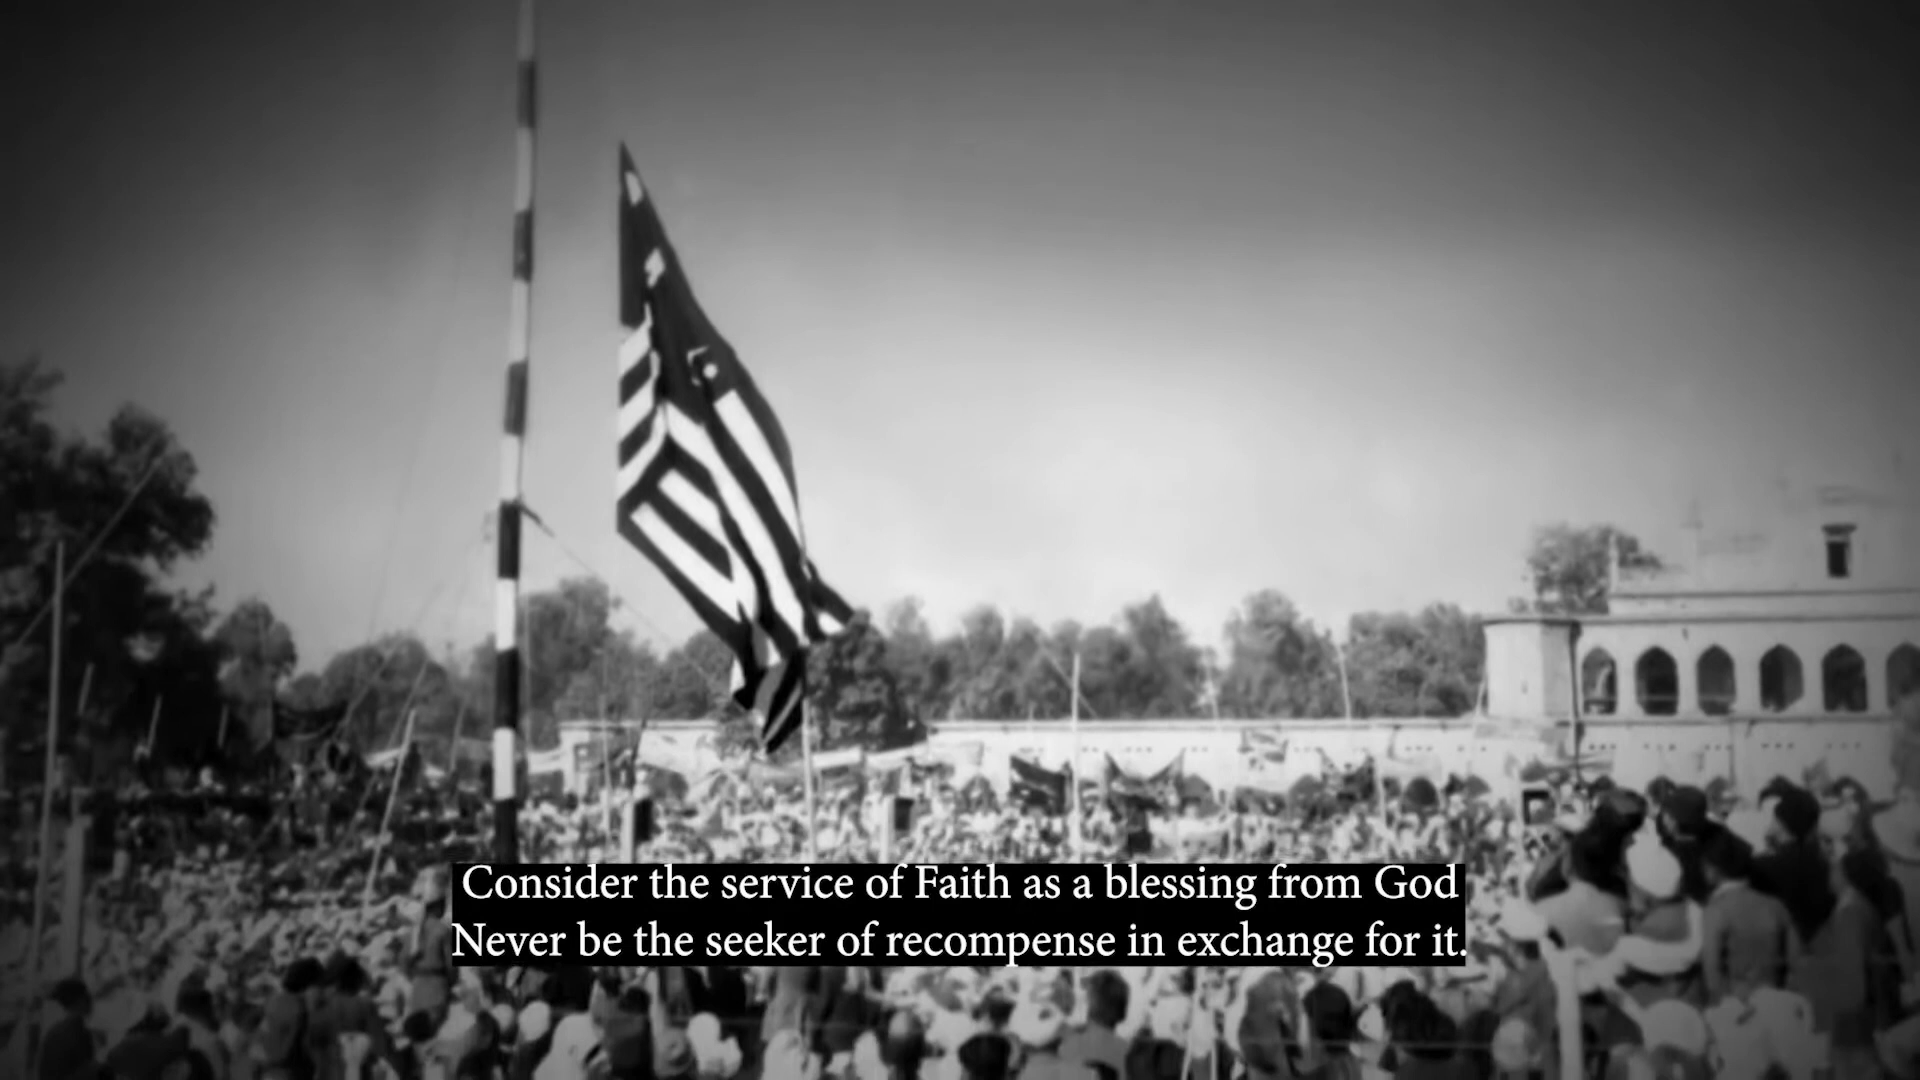 Consider the service of Faith as a blessing from God
Never be the seeker of recompense in exchange for it.